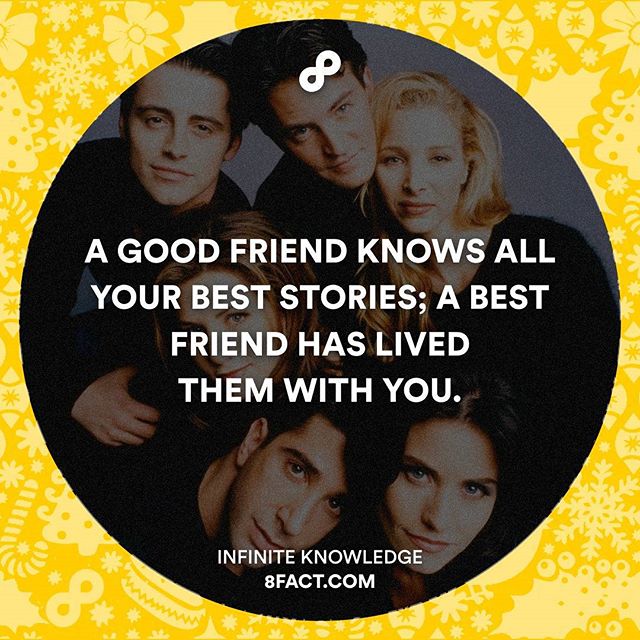 A GOOD FRIEND KNOWS ALL
YOUR BEST STORIES; A BEST
FRIEND HAS LIVED
THEM WITH YOU.
INFINITE KNOWLEDGE
8FACT.COM